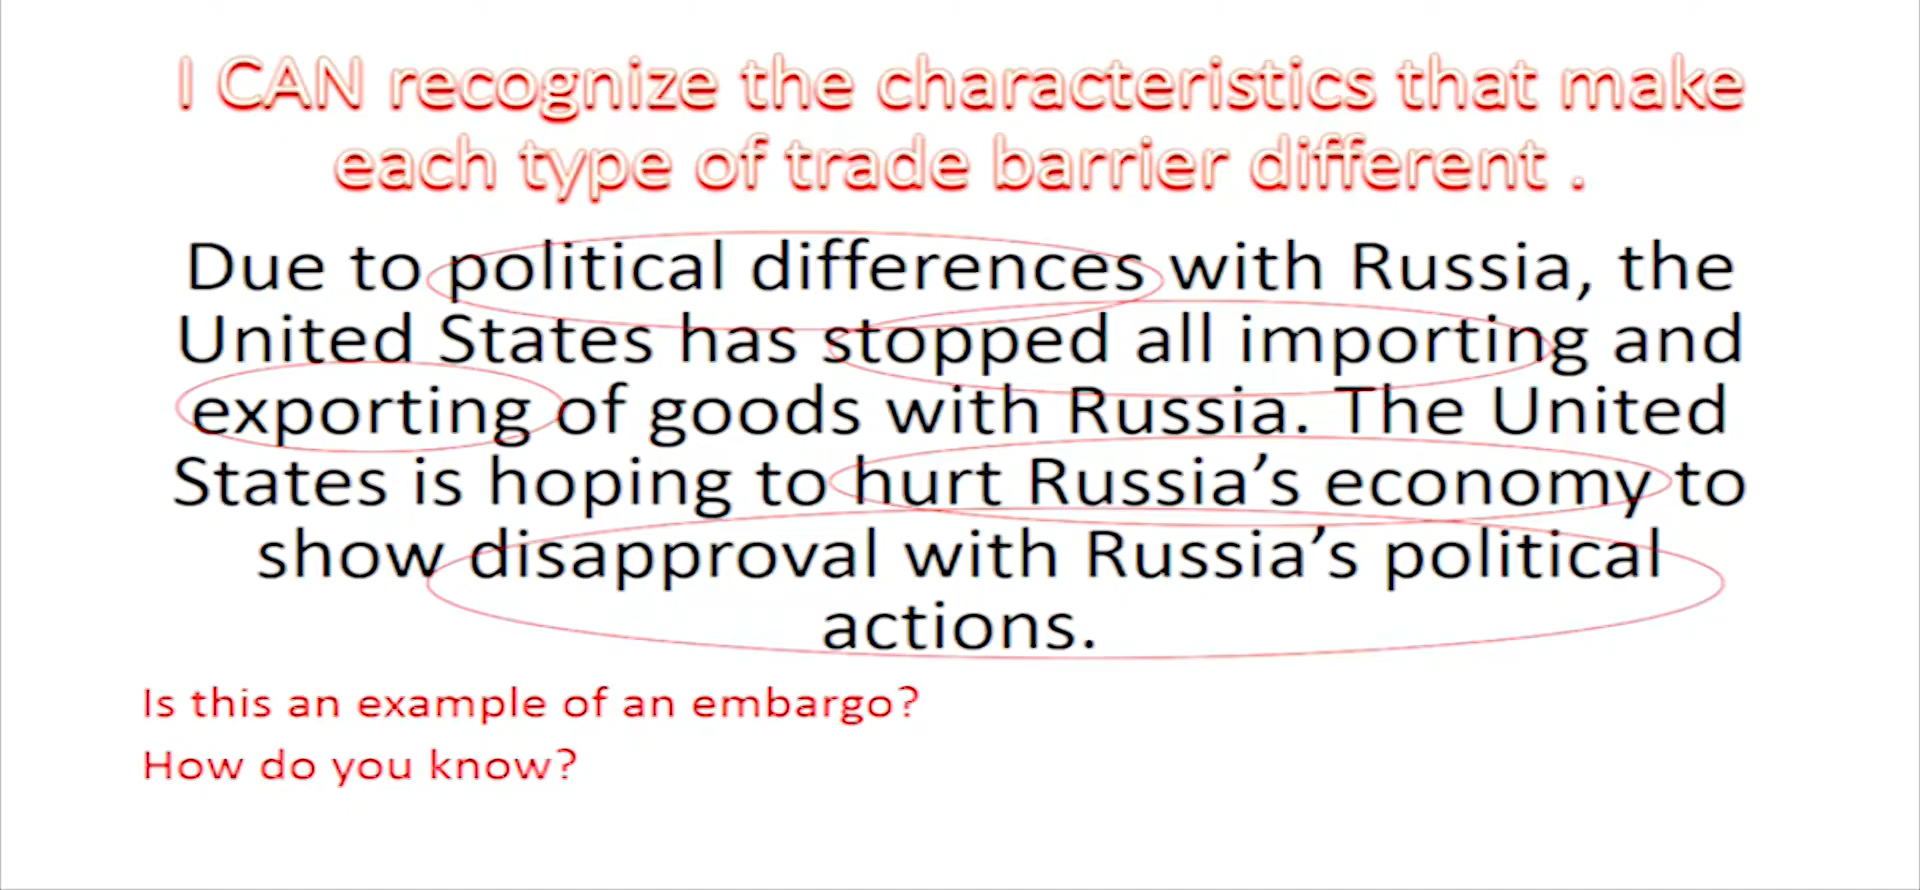 I CAN recognize the characteristics that make
each type of trade barrier different .
Due to political differences with Russia, the
United States has stopped all importing and
exporting of goods with Russia. The United
States is hoping to hurt Russia’s economy to
show disapproval with Russia’s political
actions.
Is this an example of an embargo?
How do you know?